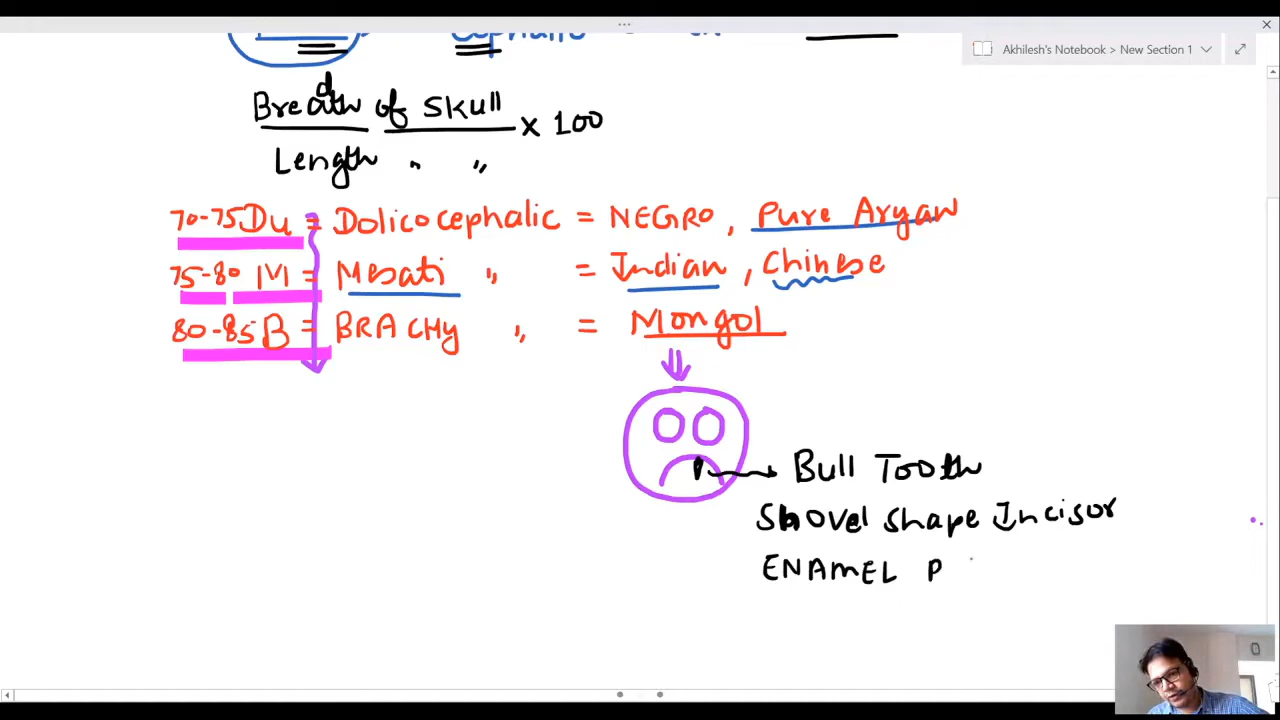 Akhilesh's Notebook > New Section 1
Cephalic
Breadth of Skull
x 100
Length " "
70-75 Du = Dolicocephalic = NEGRO, Pure Aryan
75-80 M = Mesati " = Indian, Chinese
80-85 B = BRACHy " = Mongol
Bull Tooth
Shovel shape Incisor
ENAMEL P